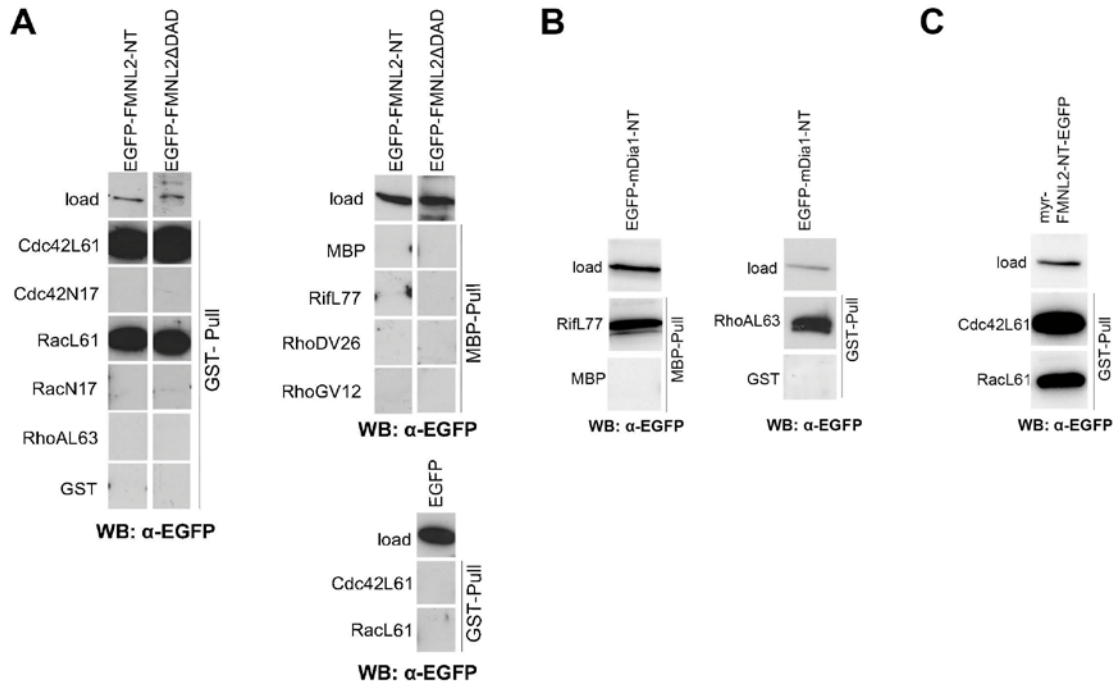 A
EGFP-FMNL2-NT
EGFP-FMNL2ΔDAD
load
Cdc42L61
Cdc42N17
RacL61
RacN17
RhoAL63
GST
GST- Pull
WB: α-EGFP
EGFP-FMNL2-NT
EGFP-FMNL2ΔDAD
load
MBP
RifL77
RhoDV26
RhoGV12
MBP-Pull
WB: α-EGFP
EGFP
load
Cdc42L61
RacL61
GST-Pull
WB: α-EGFP
B
EGFP-mDia1-NT
load
RifL77
MBP
MBP-Pull
WB: α-EGFP
EGFP-mDia1-NT
load
RhoAL63
GST
GST-Pull
WB: α-EGFP
C
myr-
FMNL2-NT-EGFP
load
Cdc42L61
RacL61
GST-Pull
WB: α-EGFP